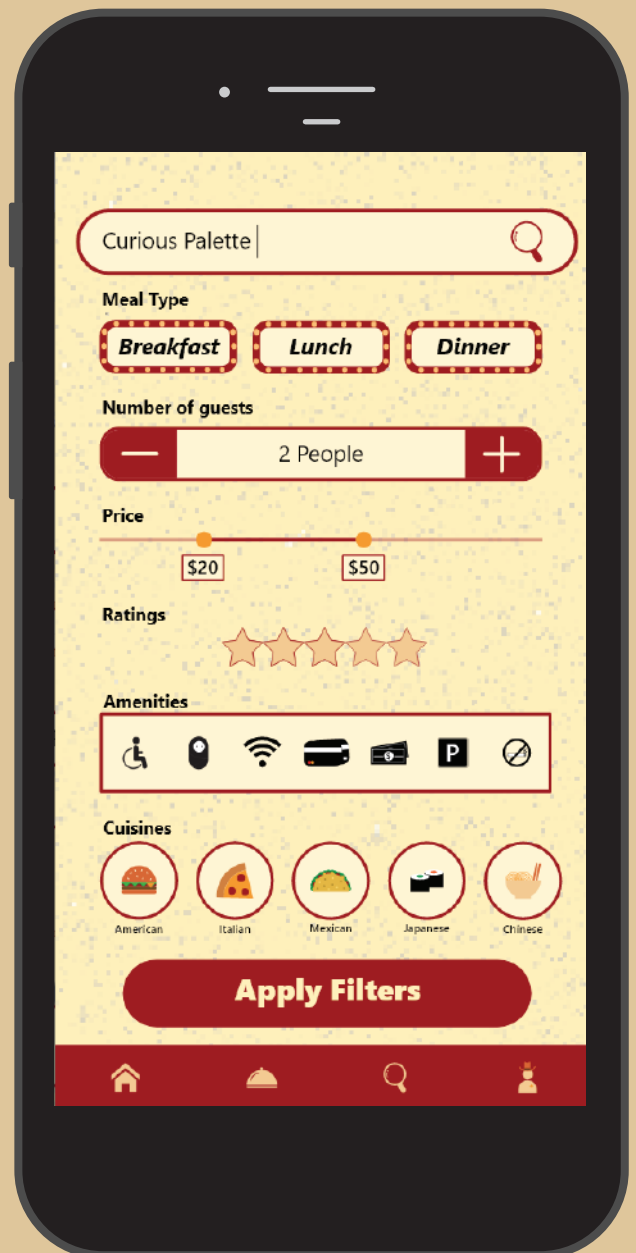 Curious Palette
Meal Type
Breakfast Lunch Dinner
Number of guests
2 People
Price
$20 $50
Ratings
Amenities
P
Cuisines
American Italian Mexican Japanese Chinese
Apply Filters